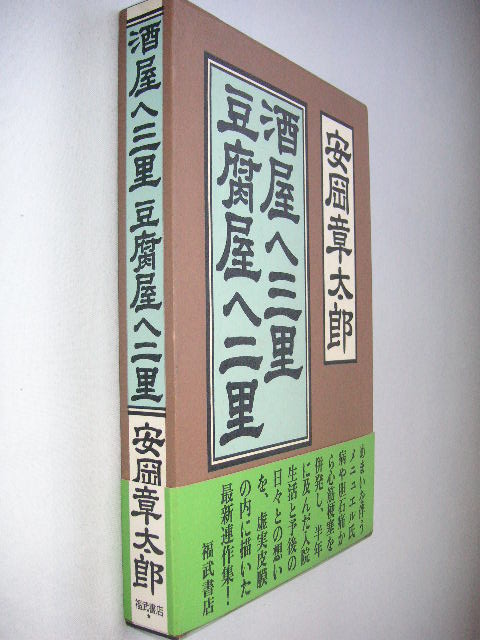 酒屋へ三里 豆腐屋へ二里
安岡章太郎
福武書店
安岡章太郎
酒屋へ三里
豆腐屋へ二里
めまいを伴う
メニエル氏
病や胆石痛か
ら心筋梗塞を
併発し、半年
に及んだ入院
生活と予後の
日々との想い
を、虚実皮膜
の内に描いた
最新連作集!
福武書店